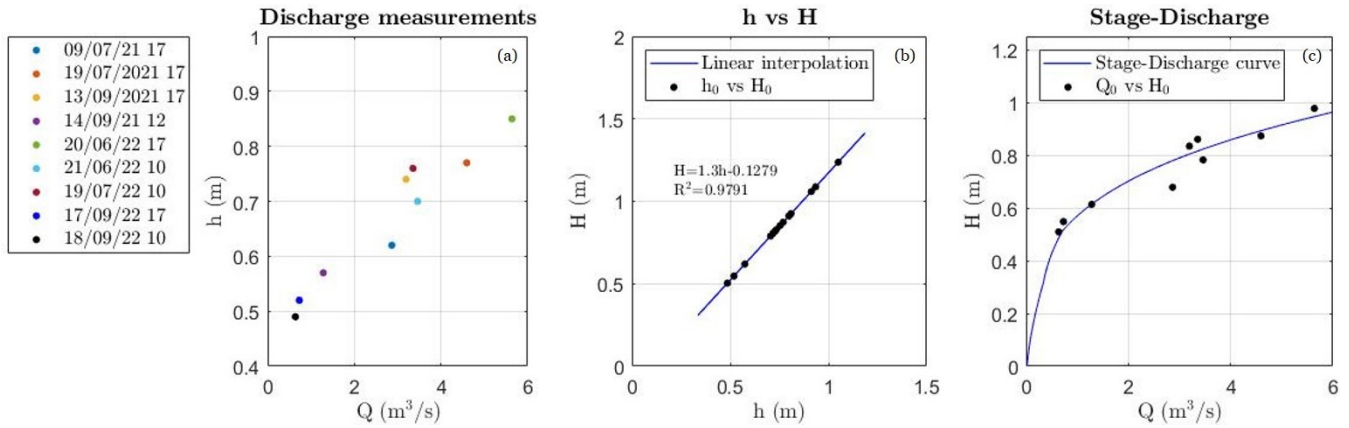 Discharge measurements
h vs H
Stage-Discharge
09/07/21 17
19/07/2021 17
13/09/2021 17
14/09/21 12
20/06/22 17
21/06/22 10
19/07/22 10
17/09/22 17
18/09/22 10
(a)
1
0.9
0.8
0.7
0.6
0.5
0.4
h (m)
0
2
4
6
Q (m³/s)
(b)
Linear interpolation
h₀ vs H₀
H=1.3h-0.1279
R²=0.9791
2
1.5
1
0.5
0
H (m)
0
0.5
1
1.5
h (m)
(c)
Stage-Discharge curve
Q₀ vs H₀
1.2
1
0.8
0.6
0.4
0.2
0
H (m)
0
2
4
6
Q (m³/s)